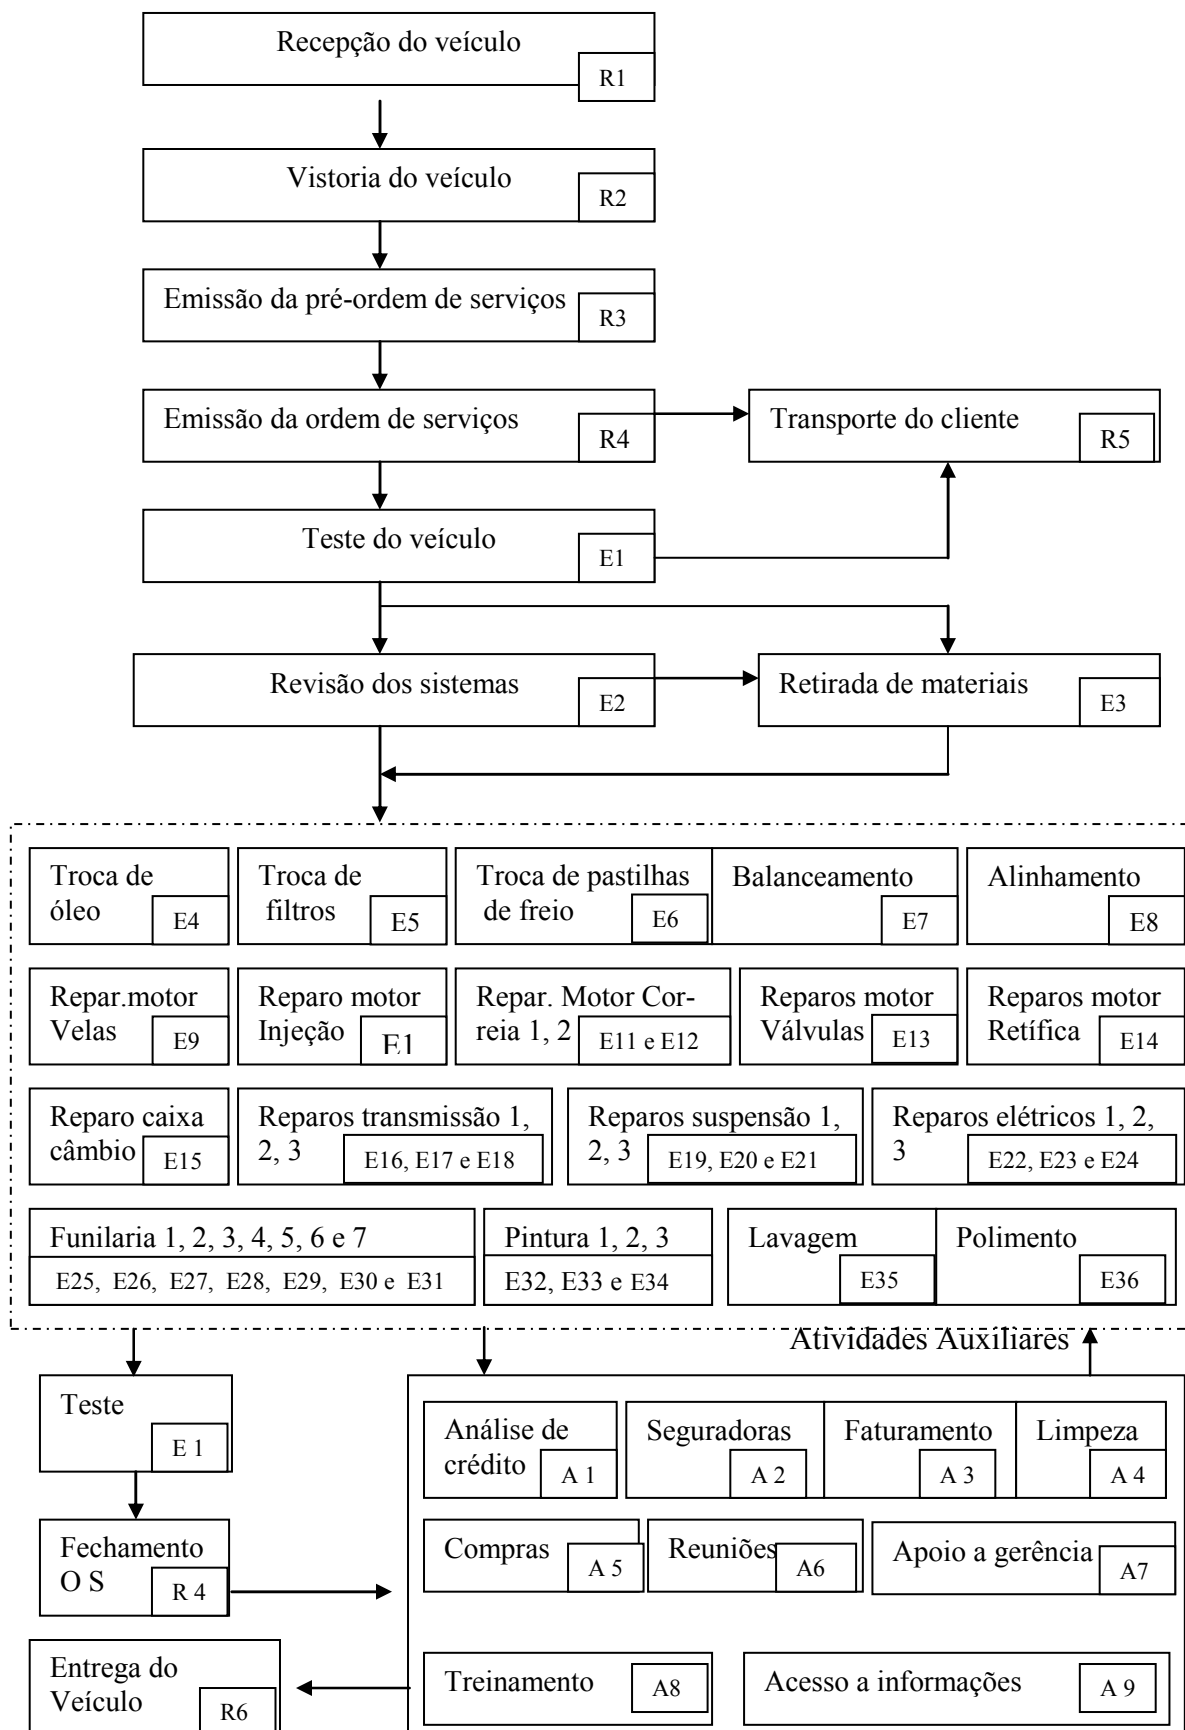 Recepção do veículo
R1
Vistoria do veículo
R2
Emissão da pré-ordem de serviços
R3
Emissão da ordem de serviços
R4
Transporte do cliente
R5
Teste do veículo
E1
Revisão dos sistemas
E2
Retirada de materiais
E3
Troca de
óleo
E4
Troca de
filtros
E5
Troca de pastilhas
de freio
E6
Balanceamento
E7
Alinhamento
E8
Repar.motor
Velas
E9
Reparo motor
Injeção
E1
Repar. Motor Cor-
reia 1, 2
E11 e E12
Reparos motor
Válvulas
E13
Reparos motor
Retífica
E14
Reparo caixa
câmbio
E15
Reparos transmissão 1,
2, 3
E16, E17 e E18
Reparos suspensão 1,
2, 3
E19, E20 e E21
Reparos elétricos 1, 2,
3
E22, E23 e E24
Funilaria 1, 2, 3, 4, 5, 6 e 7
E25, E26, E27, E28, E29, E30 e E31
Pintura 1, 2, 3
E32, E33 e E34
Lavagem
E35
Polimento
E36
Atividades Auxiliares
Teste
E 1
Análise de
crédito
A 1
Seguradoras
A 2
Faturamento
A 3
Limpeza
A 4
Fechamento
O S
R 4
Compras
A 5
Reuniões
A6
Apoio a gerência
A7
Entrega do
Veículo
R6
Treinamento
A8
Acesso a informações
A 9